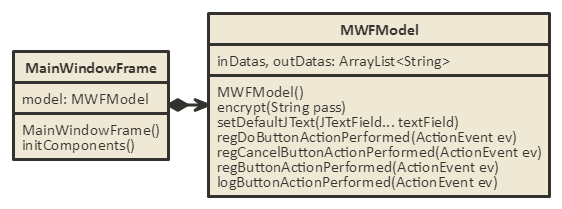 MainWindowFrame
model: MWFModel
MainWindowFrame()
initComponents()
MWFModel
inDatas, outDatas: ArrayList<String>
MWFModel()
encrypt(String pass)
setDefaultJText(JTextField... textField)
regDoButtonActionPerformed(ActionEvent ev)
regCancelButtonActionPerformed(ActionEvent ev)
regButtonActionPerformed(ActionEvent ev)
logButtonActionPerformed(ActionEvent ev)